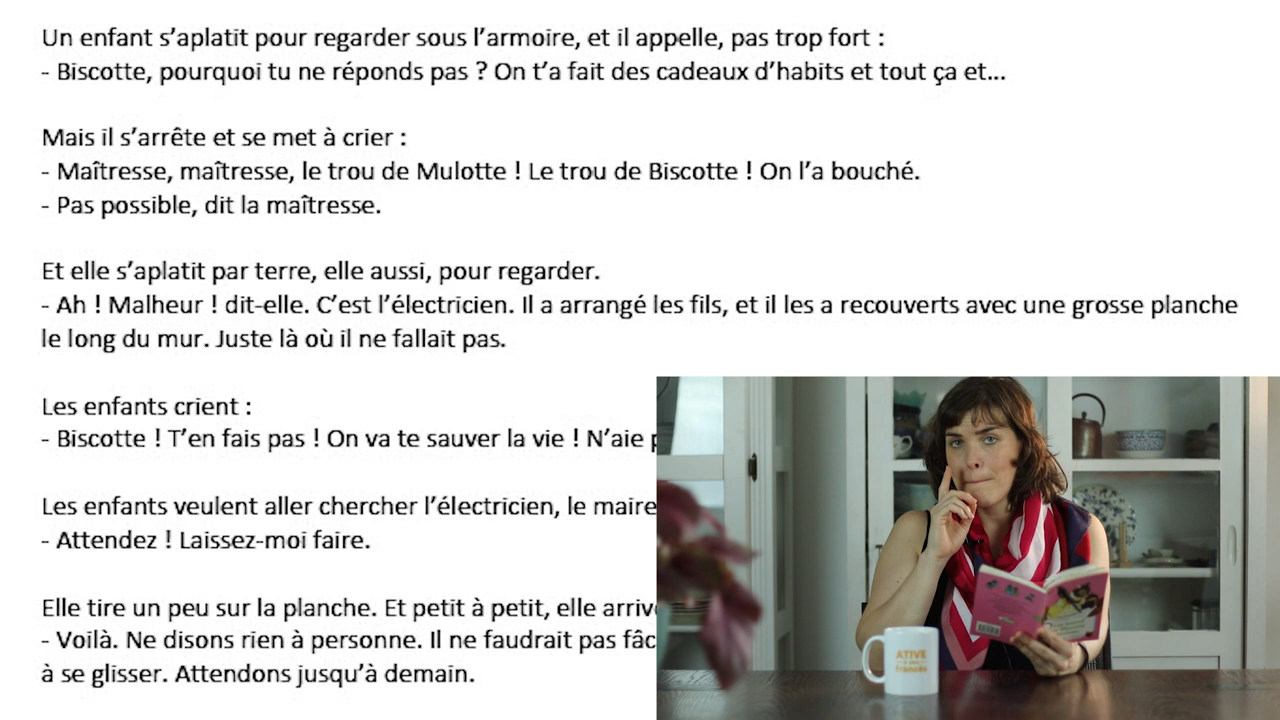 Un enfant s’aplatit pour regarder sous l’armoire, et il appelle, pas trop fort :
- Biscotte, pourquoi tu ne réponds pas ? On t’a fait des cadeaux d’habits et tout ça et...
Mais il s’arrête et se met à crier :
- Maîtresse, maîtresse, le trou de Mulotte ! Le trou de Biscotte ! On l’a bouché.
- Pas possible, dit la maîtresse.
Et elle s’aplatit par terre, elle aussi, pour regarder.
- Ah ! Malheur ! dit-elle. C’est l’électricien. Il a arrangé les fils, et il les a recouverts avec une grosse planche
le long du mur. Juste là où il ne fallait pas.
Les enfants crient :
- Biscotte ! T’en fais pas ! On va te sauver la vie ! N’aie
Les enfants veulent aller chercher l’électricien, le maire
- Attendez ! Laissez-moi faire.
Elle tire un peu sur la planche. Et petit à petit, elle
- Voilà. Ne disons rien à personne. Il ne faudrait pas
à se glisser. Attendons jusqu’à demain.
ATIVE
francés